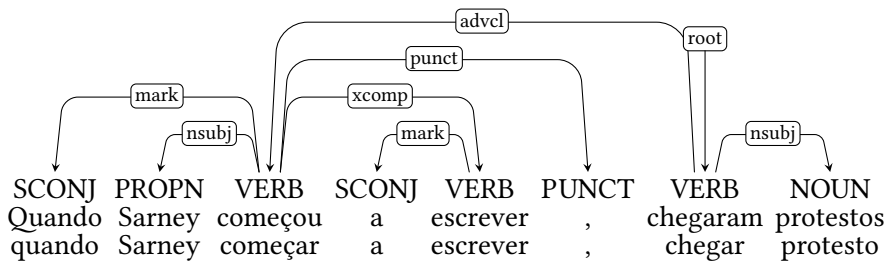 advcl
root
punct
mark xcomp
nsubj mark nsubj
SCONJ PROPN VERB SCONJ VERB PUNCT VERB NOUN
Quando Sarney começou a escrever , chegaram protestos
quando Sarney começar a escrever , chegar protesto